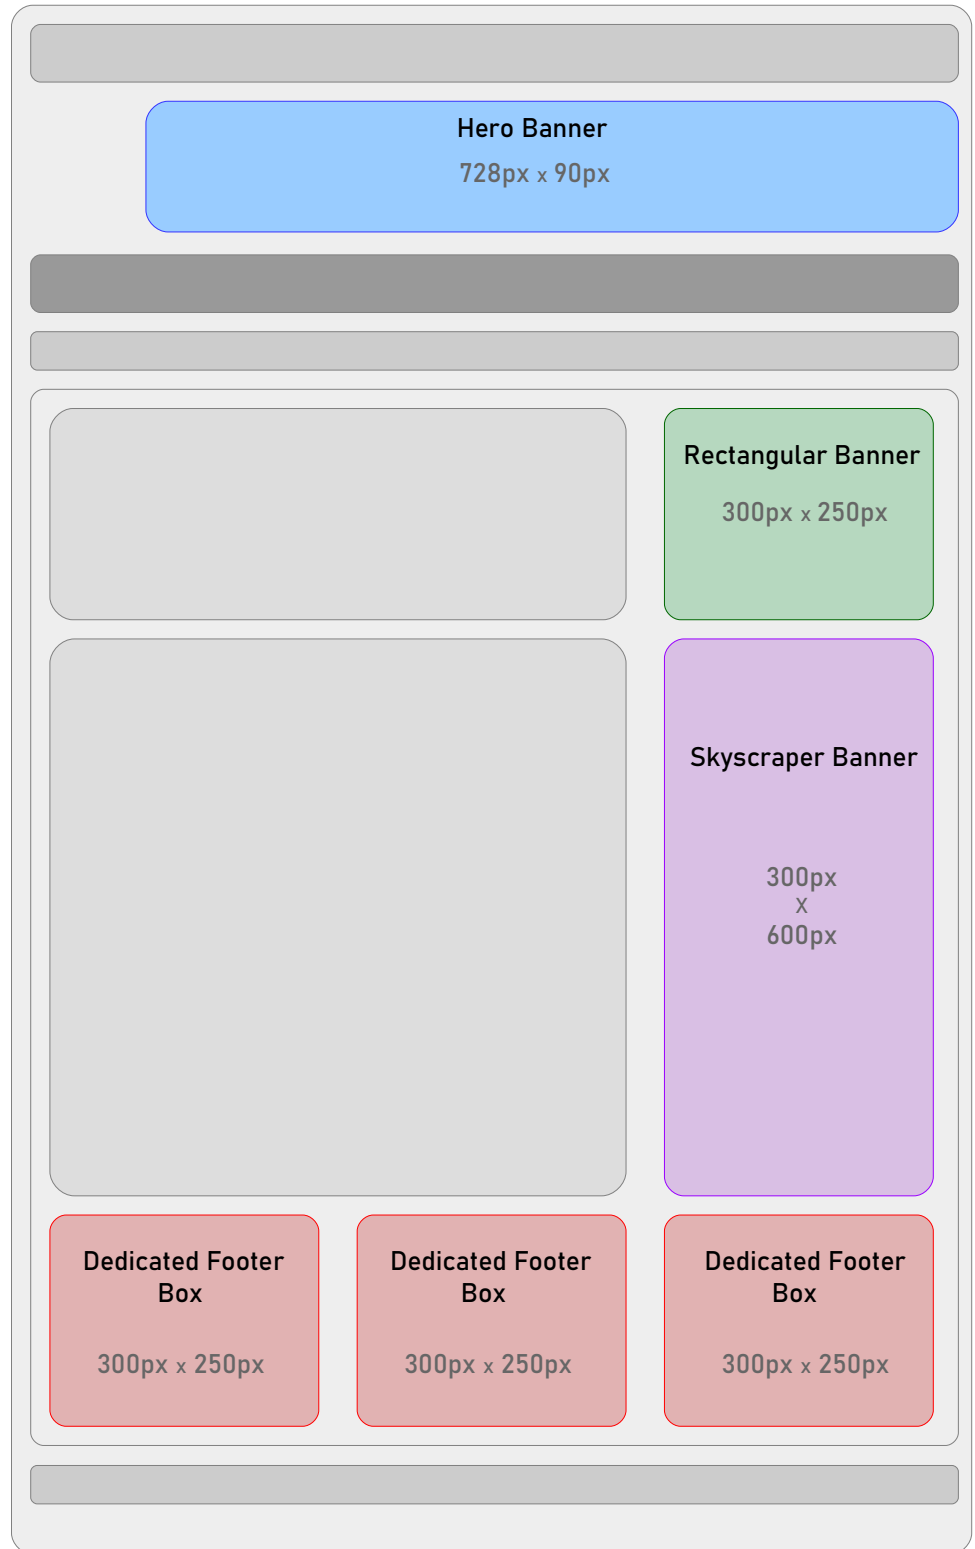 Hero Banner
728px x 90px
Rectangular Banner
300px x 250px
Skyscraper Banner
300px
X
600px
Dedicated Footer
Box
300px x 250px
Dedicated Footer
Box
300px x 250px
Dedicated Footer
Box
300px x 250px